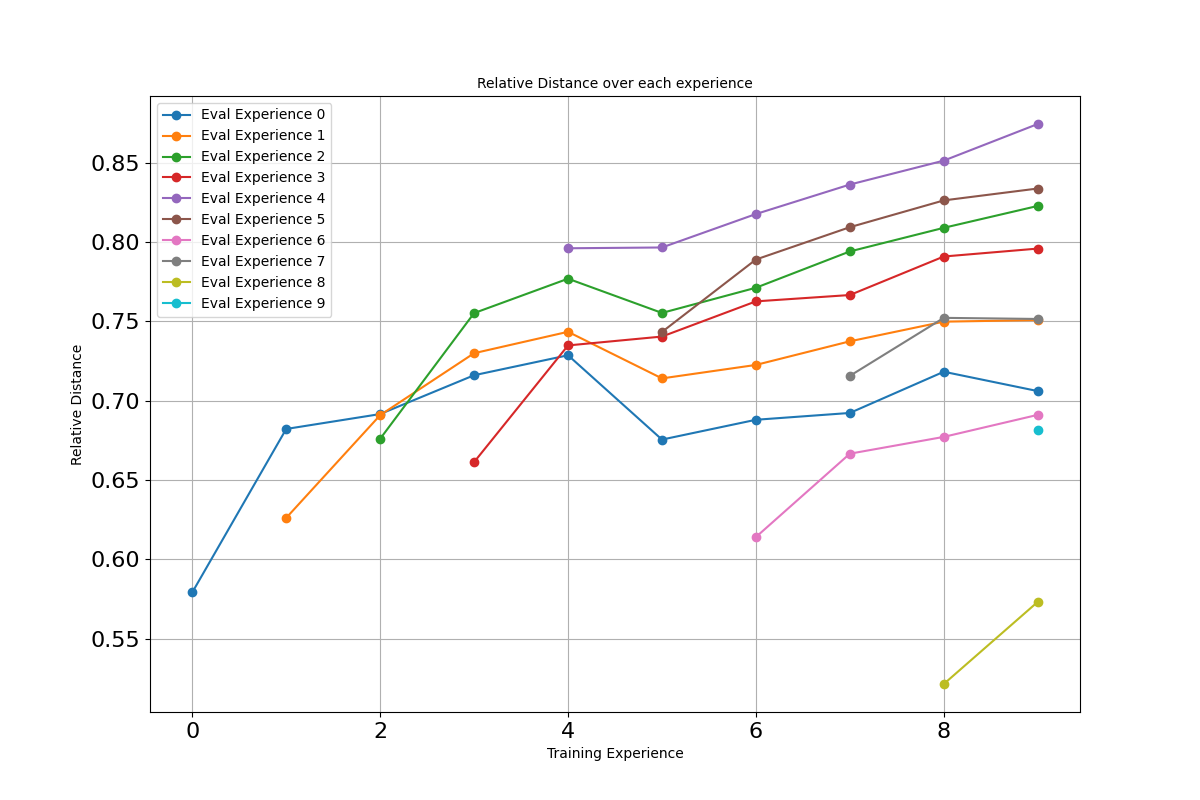 Relative Distance over each experience
Eval Experience 0
Eval Experience 1
Eval Experience 2
Eval Experience 3
Eval Experience 4
Eval Experience 5
Eval Experience 6
Eval Experience 7
Eval Experience 8
Eval Experience 9
0.85
0.80
0.75
0.70
0.65
0.60
0.55
Relative Distance
0 2 4 6 8
Training Experience